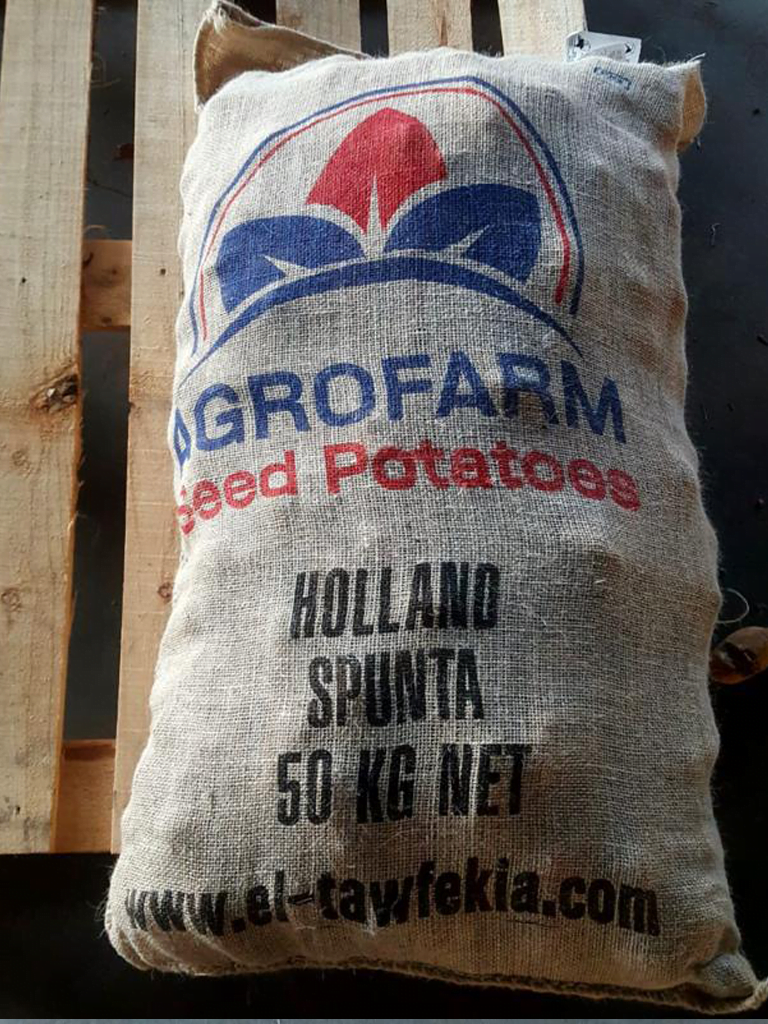 AGROFARM
Seed Potatoes
HOLLAND
SPUNTA
50 KG NET
www.el-tawfekia.com